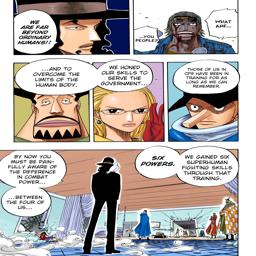 WHAT
ARE...
...YOU
PEOPLE?
WE ARE
FAR
BEYOND
ORDINARY
HUMANS!!
THOSE OF US IN
CP9 HAVE BEEN
IN TRAINING FOR
AS LONG AS
WE CAN
REMEMBER.
WE HONED
OUR SKILLS TO
SERVE THE
GOVERNMENT...
...AND TO
OVERCOME THE
LIMITS OF THE
HUMAN BODY.
WE GAINED SIX
SUPERHUMAN
FIGHTING SKILLS
THROUGH THAT
TRAINING.
SIX
POWERS.
BY NOW YOU
MUST BE PAIN-
FULLY AWARE OF
THE DIFFERENCE
IN COMBAT
POWER...
...BETWEEN
THE FOUR
OF US...